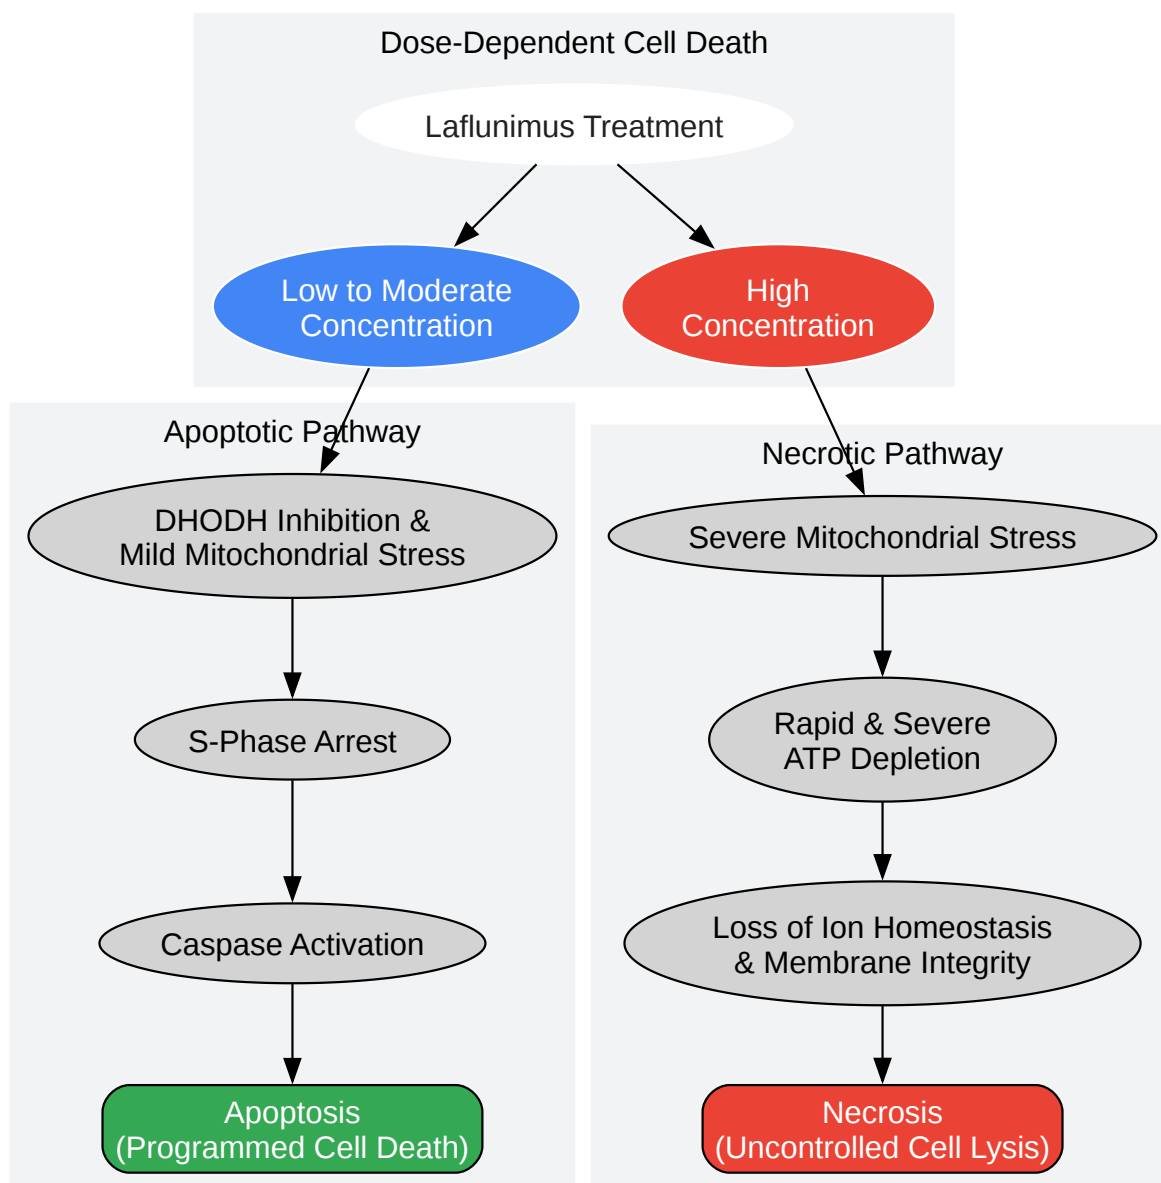 Dose-Dependent Cell Death
Laflunimus Treatment
Low to Moderate
Concentration
High
Concentration
Apoptotic Pathway
DHODH Inhibition &
Mild Mitochondrial Stress
S-Phase Arrest
Caspase Activation
Apoptosis
(Programmed Cell Death)
Necrotic Pathway
Severe Mitochondrial Stress
Rapid & Severe
ATP Depletion
Loss of Ion Homeostasis
& Membrane Integrity
Necrosis
(Uncontrolled Cell Lysis)